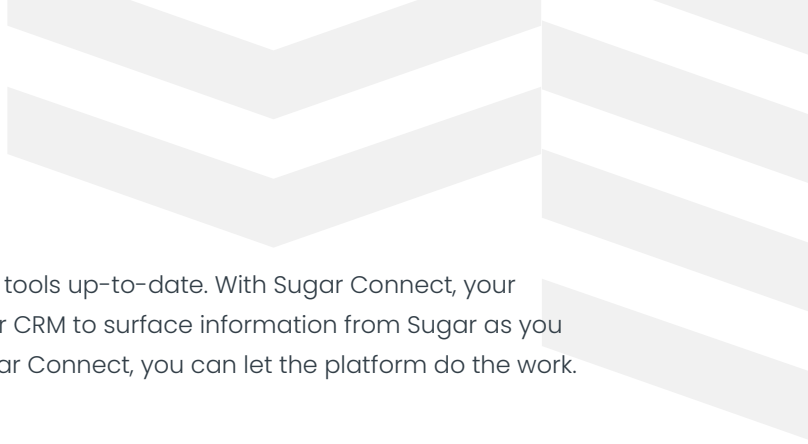 tools up-to-date. With Sugar Connect, your
CRM to surface information from Sugar as you
Connect, you can let the platform do the work.